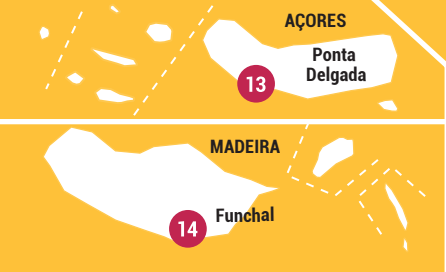 AÇORES
Ponta
Delgada
13
MADEIRA
Funchal
14